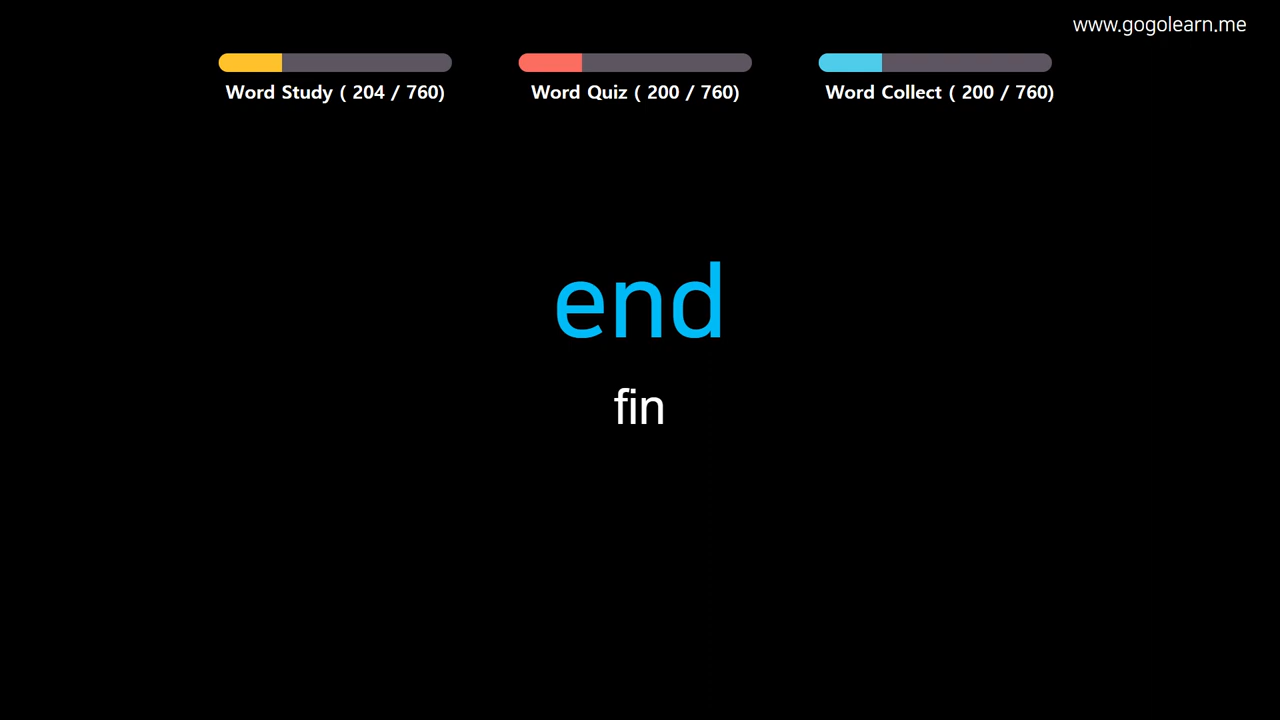 www.gogolearn.me
Word Study ( 204 / 760)
Word Quiz ( 200 / 760)
Word Collect ( 200 / 760)
end
fin